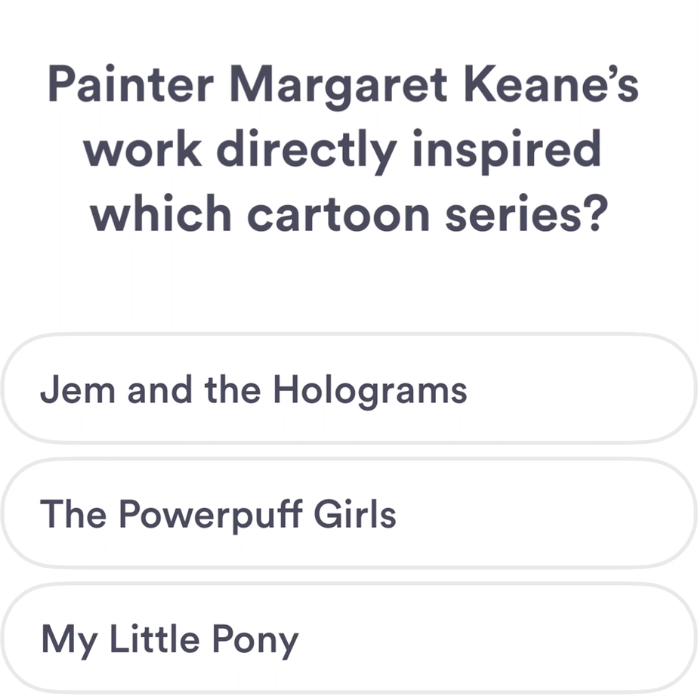 Painter Margaret Keane’s
work directly inspired
which cartoon series?
Jem and the Holograms
The Powerpuff Girls
My Little Pony